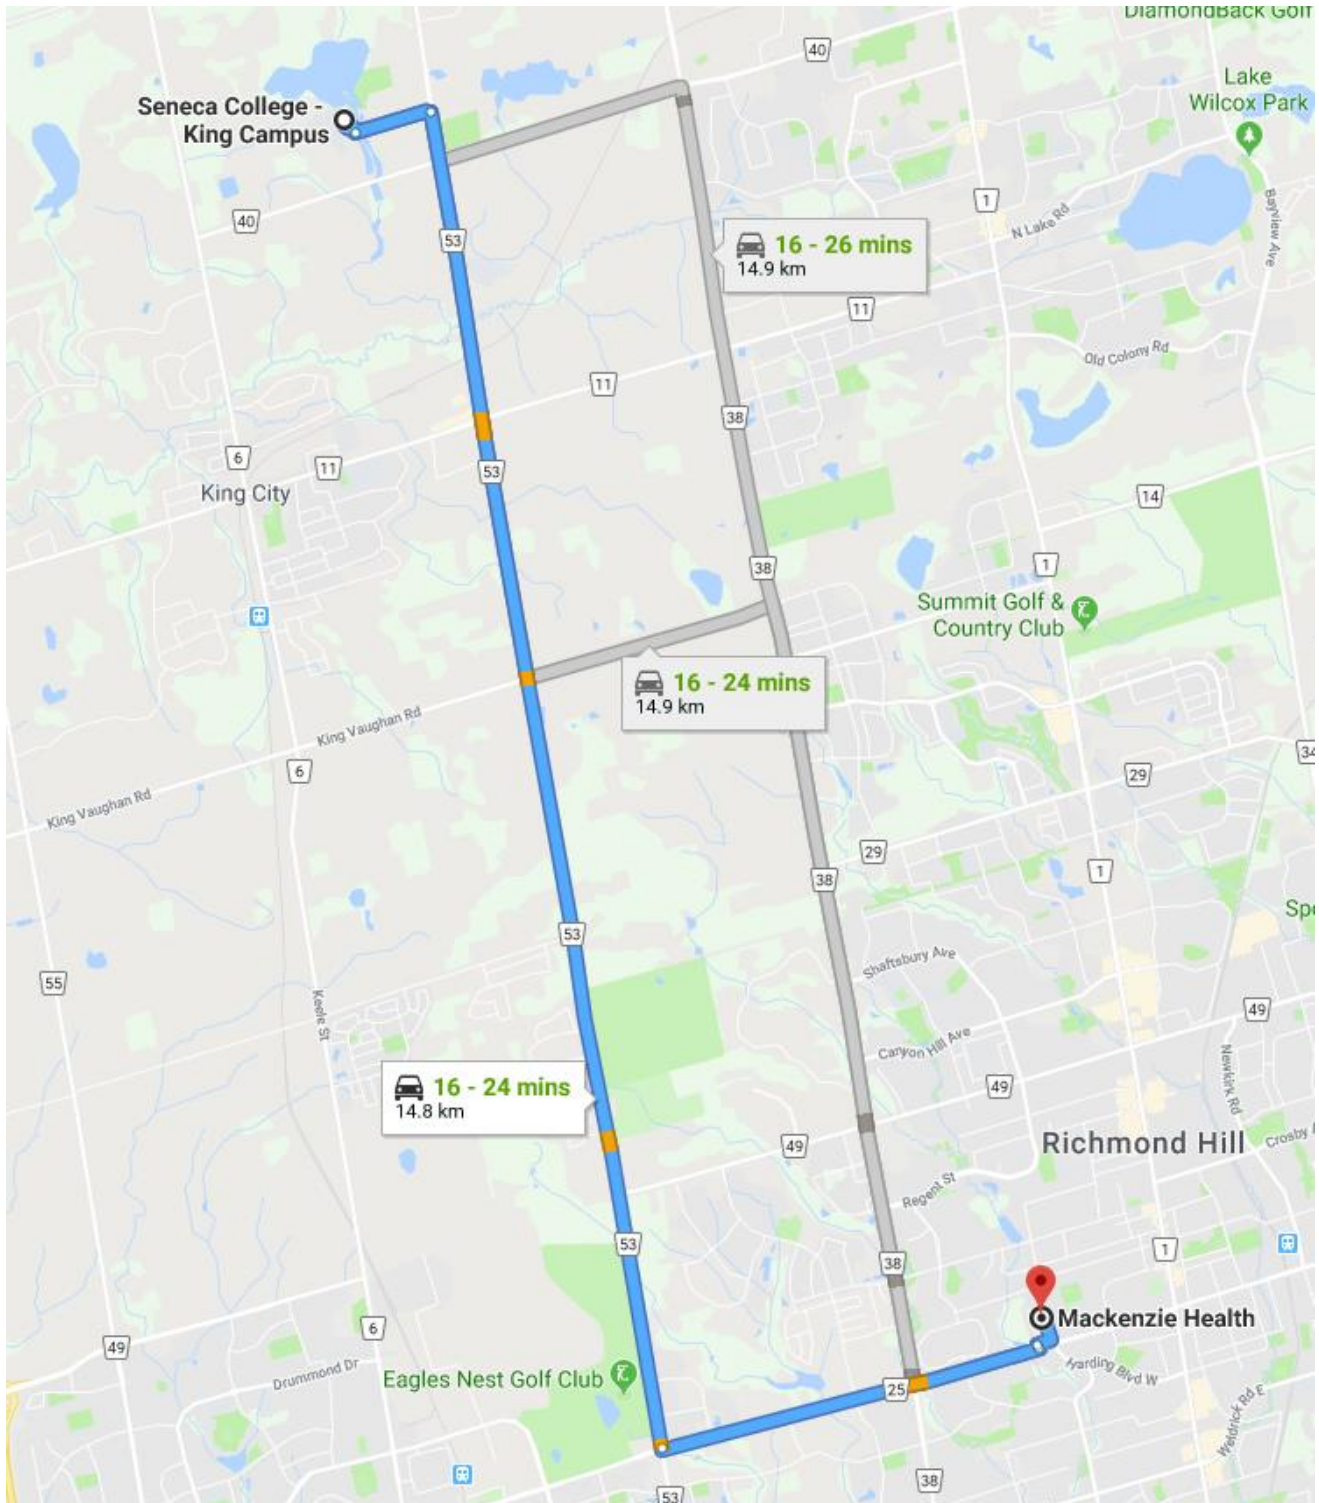 DiamondBack Golf
40
Lake
Wilcox Park
Seneca College -
King Campus
1
Bayview Ave
40
N Lake Rd
53
16 - 26 mins
14.9 km
11
Old Colony Rd
11
38
6
11
53
King City
14
38
1
Summit Golf &
Country Club
16 - 24 mins
14.9 km
King Vaughan Rd
34
6
29
King Vaughan Rd
29
1
38
Spo
53
Shaftsbury Ave
55
Keele St
49
Canyon Hill Ave
Newkirk Rd
16 - 24 mins
14.8 km
49
49
Richmond Hill
Crosby A
Regent St
53
1
38
Mackenzie Health
6
49
Drummond Dr
Eagles Nest Golf Club
Harding Blvd W
25
Weldrick Rd E
38
53